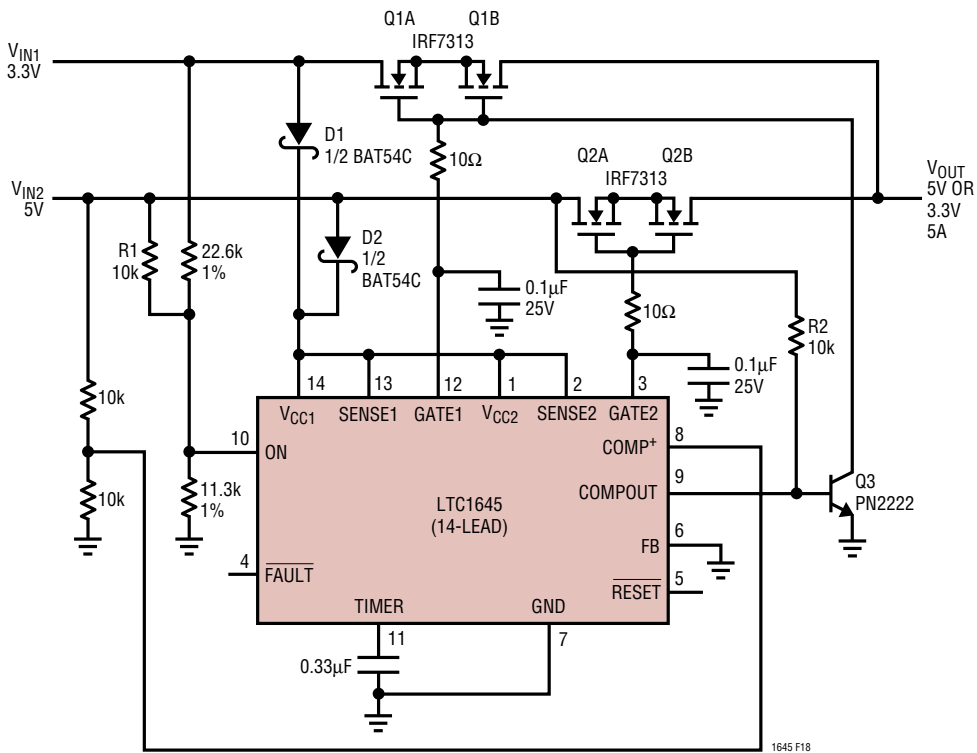 Q1A Q1B
IRF7313
VIN1
3.3V
D1
1/2 BAT54C
10Ω
Q2A Q2B
IRF7313
VIN2
5V
VOUT
5V OR
3.3V
5A
R1
10k
22.6k
1%
D2
1/2
BAT54C
0.1µF
25V
10Ω
R2
10k
0.1µF
25V
10k
14 13 12 1 2 3
VCC1 SENSE1 GATE1 VCC2 SENSE2 GATE2
10
ON
COMP+
8
10k
11.3k
1%
LTC1645
(14-LEAD)
COMPOUT
9
Q3
PN2222
FB
6
4
FAULT
RESET
5
TIMER GND
11 7
0.33µF
1645 F18